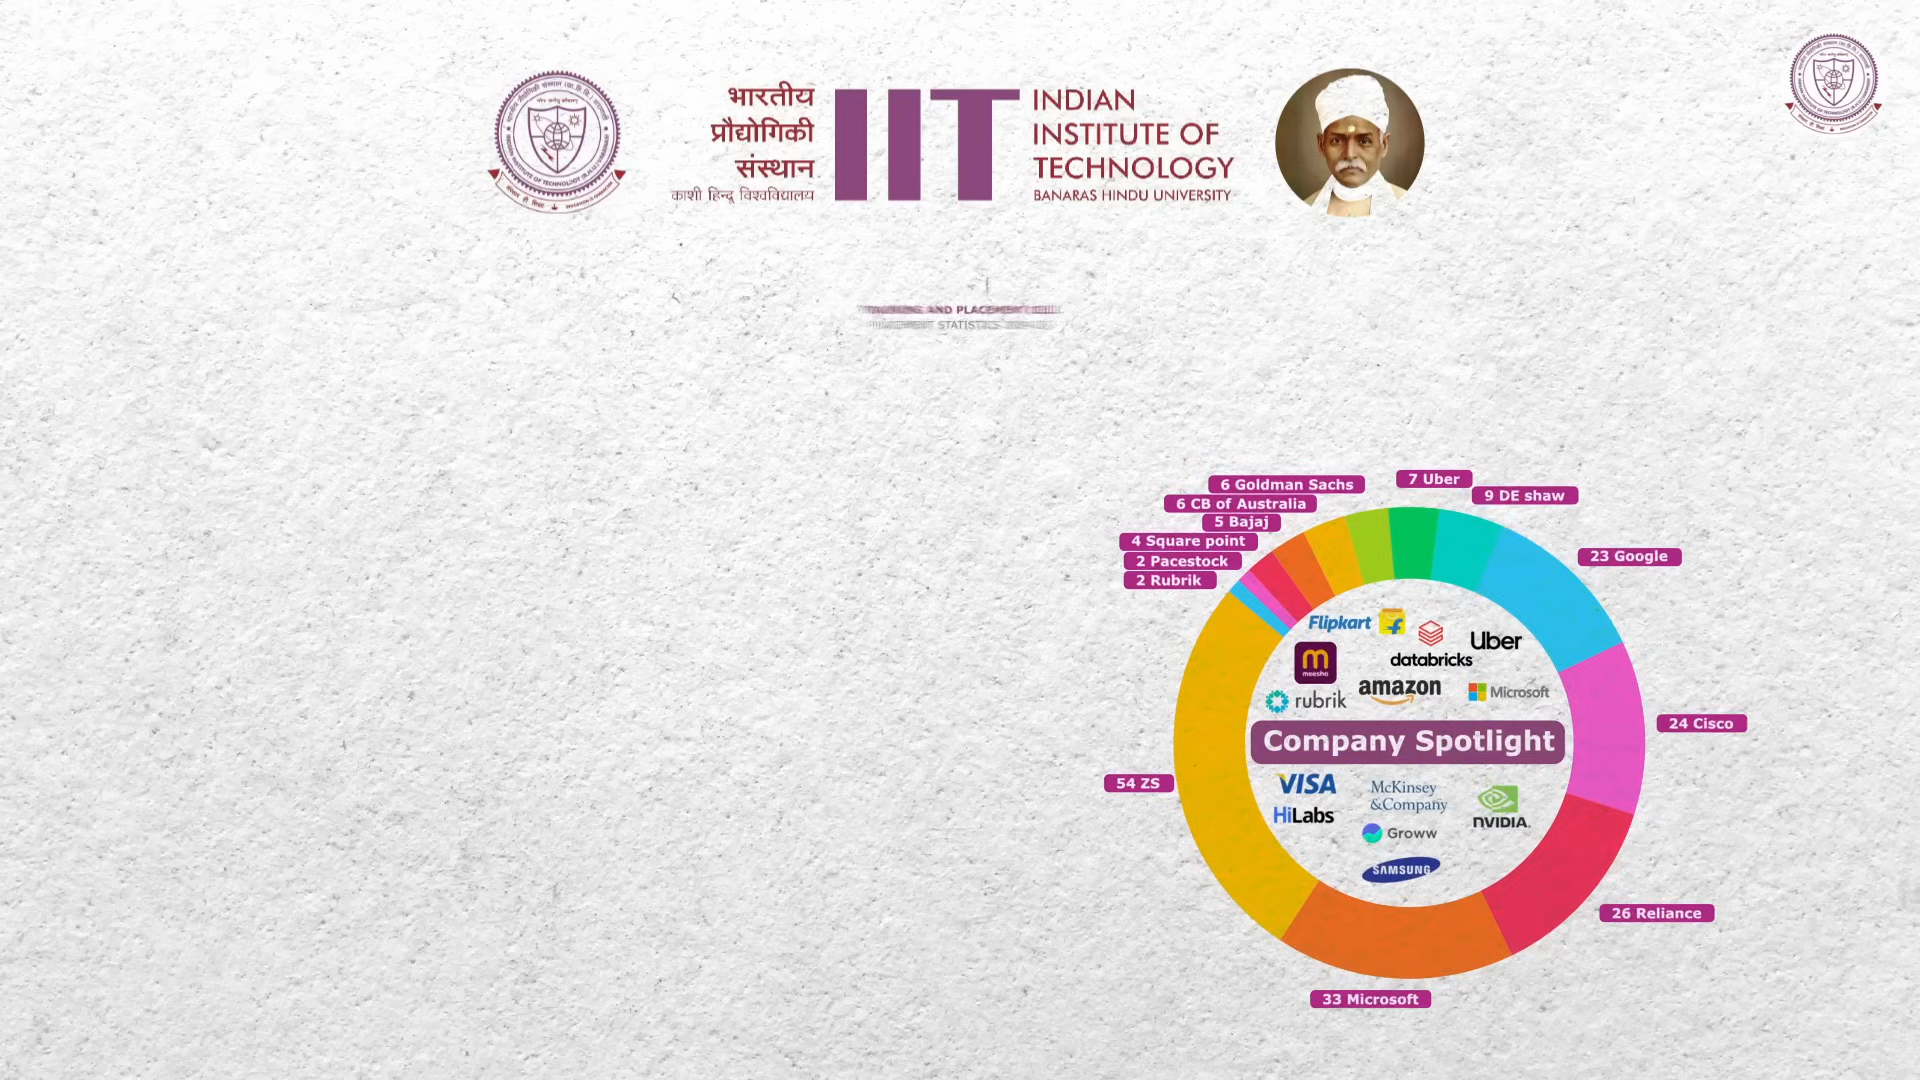 भारतीय
प्रौद्योगिकी
संस्थान
काशी हिन्दू विश्वविद्यालय
IIT
INDIAN
INSTITUTE OF
TECHNOLOGY
BANARAS HINDU UNIVERSITY
AND
STATISTICS
7 Uber
6 Goldman Sachs
9 DE shaw
6 CB of Australia
5 Bajaj
4 Square point
2 Pacestock
2 Rubrik
23 Google
Flipkart
databricks
Uber
meesho
rubrik
amazon
Microsoft
24 Cisco
Company Spotlight
54 ZS
VISA
McKinsey
&Company
HiLabs
NVIDIA.
Groww
SAMSUNG
26 Reliance
33 Microsoft